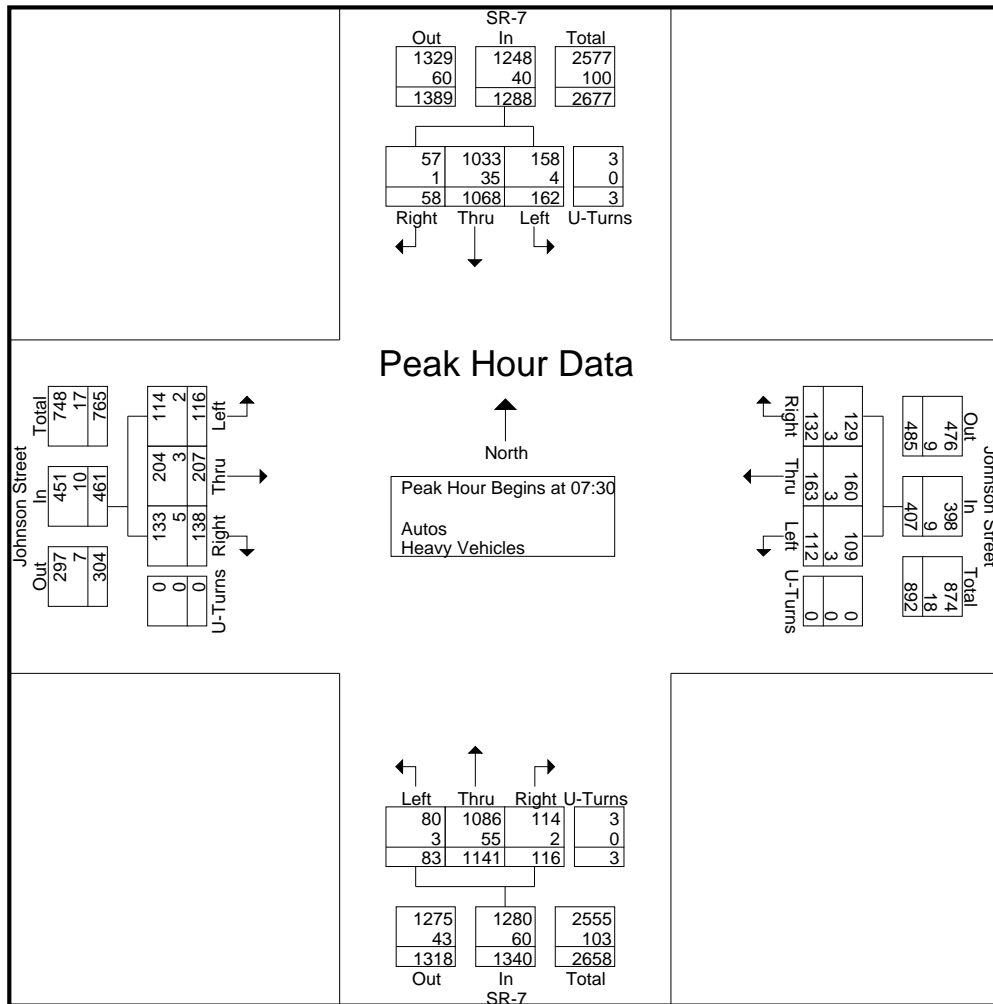 SR-7
Out In Total
1329 1248 2577
60 40 100
1389 1288 2677
57 1033 158 3
1 35 4 0
58 1068 162 3
Right Thru Left U-Turns
Peak Hour Data
North
Peak Hour Begins at 07:30
Autos
Heavy Vehicles
Johnson Street
Total In Out
748 451 297
17 10 7
765 461 304
114 204 133 0
2 3 5 0
116 207 138 0
Left Thru Right U-Turns
Johnson Street
Out In Total
476 398 874
9 9 18
485 407 892
129 160 109 0
3 3 3 0
132 163 112 0
Right Thru Left U-Turns
Left Thru Right U-Turns
80 1086 114 3
3 55 2 0
83 1141 116 3
1275 1280 2555
43 60 103
1318 1340 2658
Out In Total
SR-7